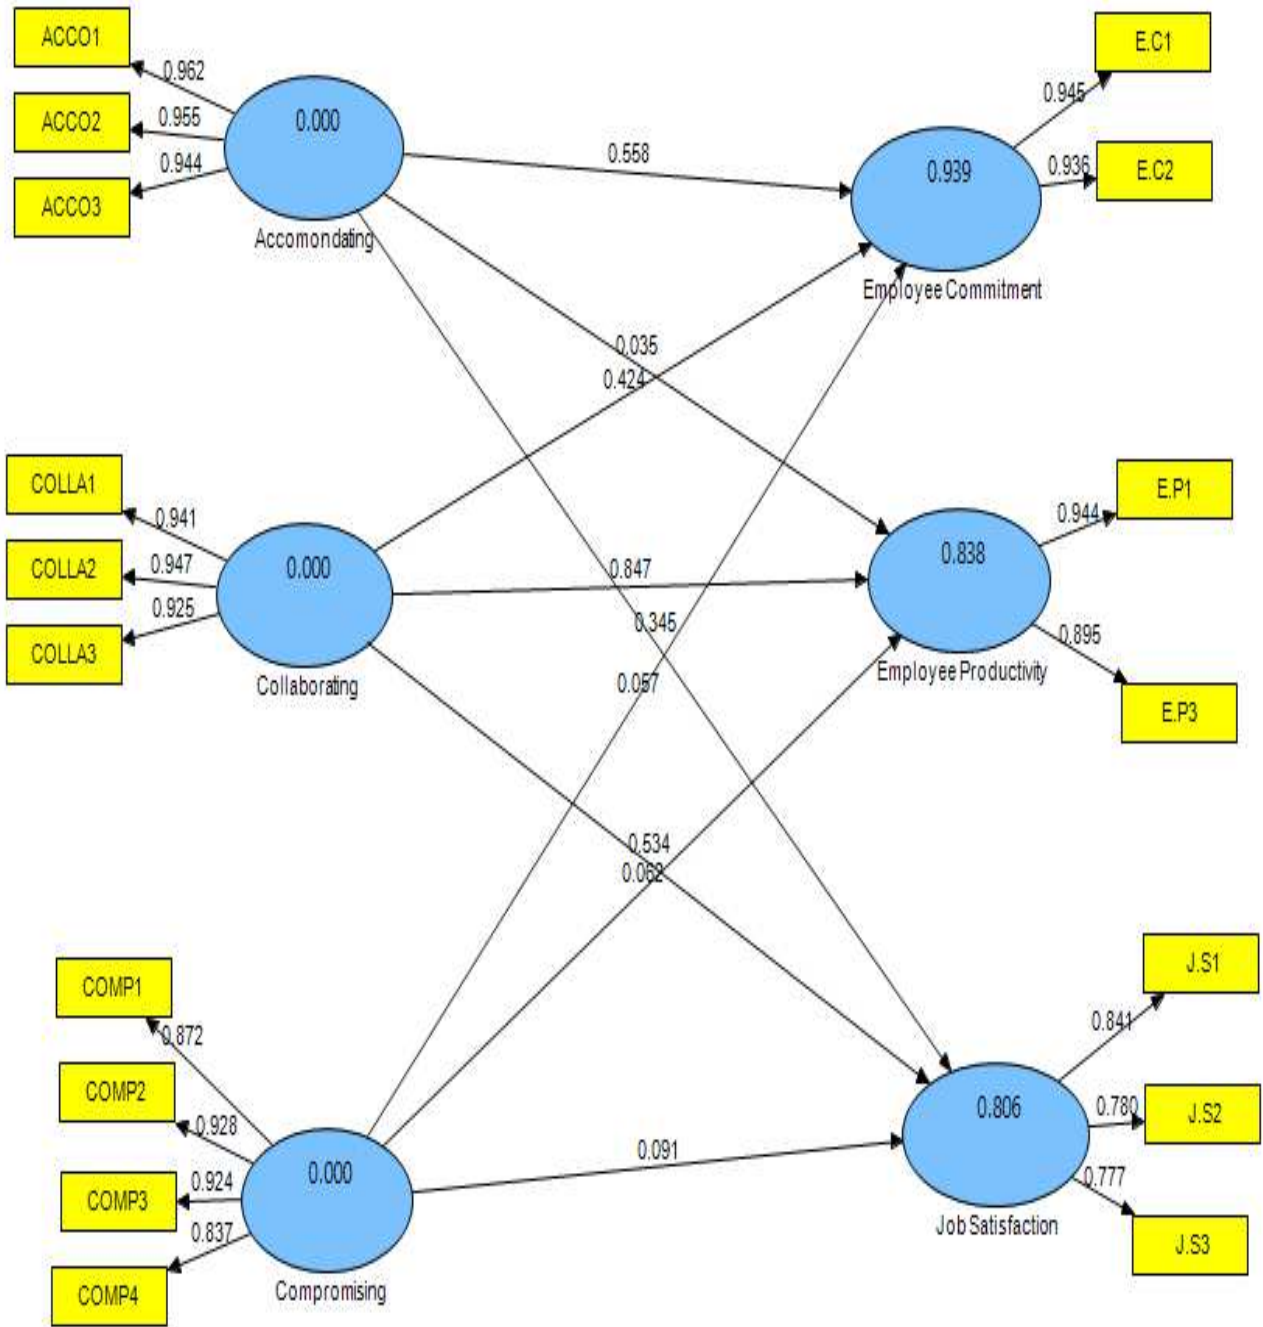 ACCO1
0.962
ACCO2
0.955
ACCO3
0.944
0.000
Accomondating
0.558
0.035
0.345
E.C1
0.945
E.C2
0.936
0.939
Employee Commitment
COLLA1
0.941
COLLA2
0.947
COLLA3
0.925
0.000
Collaborating
0.424
0.847
0.534
E.P1
0.944
0.838
Employee Productivity
0.895
E.P3
COMP1
0.872
COMP2
0.928
COMP3
0.924
COMP4
0.837
0.000
Compromising
0.057
0.062
0.091
J.S1
0.841
J.S2
0.780
J.S3
0.777
0.806
Job Satisfaction